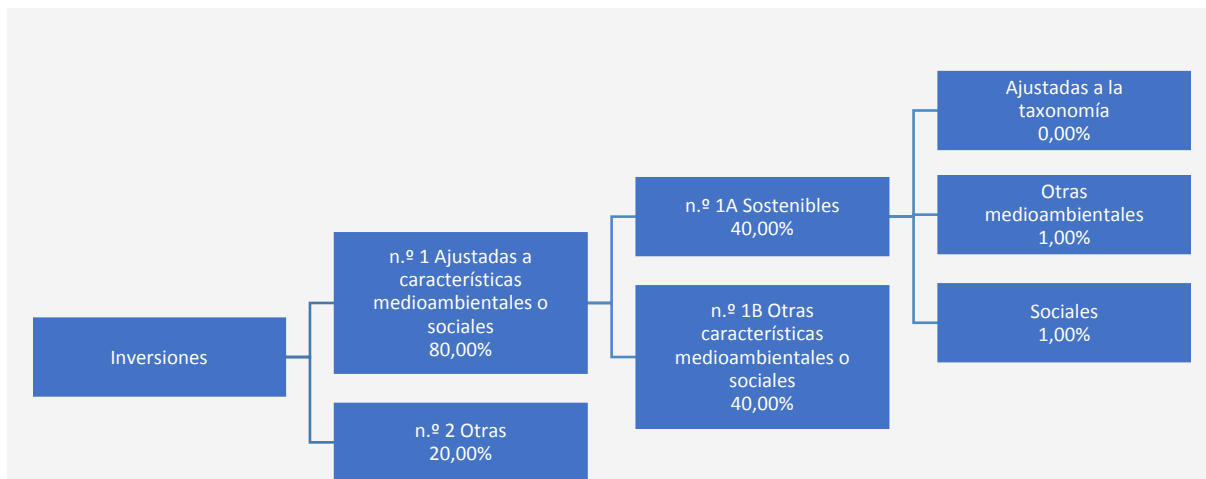 Inversiones
n.º 1 Ajustadas a
características
medioambientales o
sociales
80,00%
n.º 2 Otras
20,00%
n.º 1A Sostenibles
40,00%
n.º 1B Otras
características
medioambientales o
sociales
40,00%
Ajustadas a la
taxonomía
0,00%
Otras
medioambientales
1,00%
Sociales
1,00%